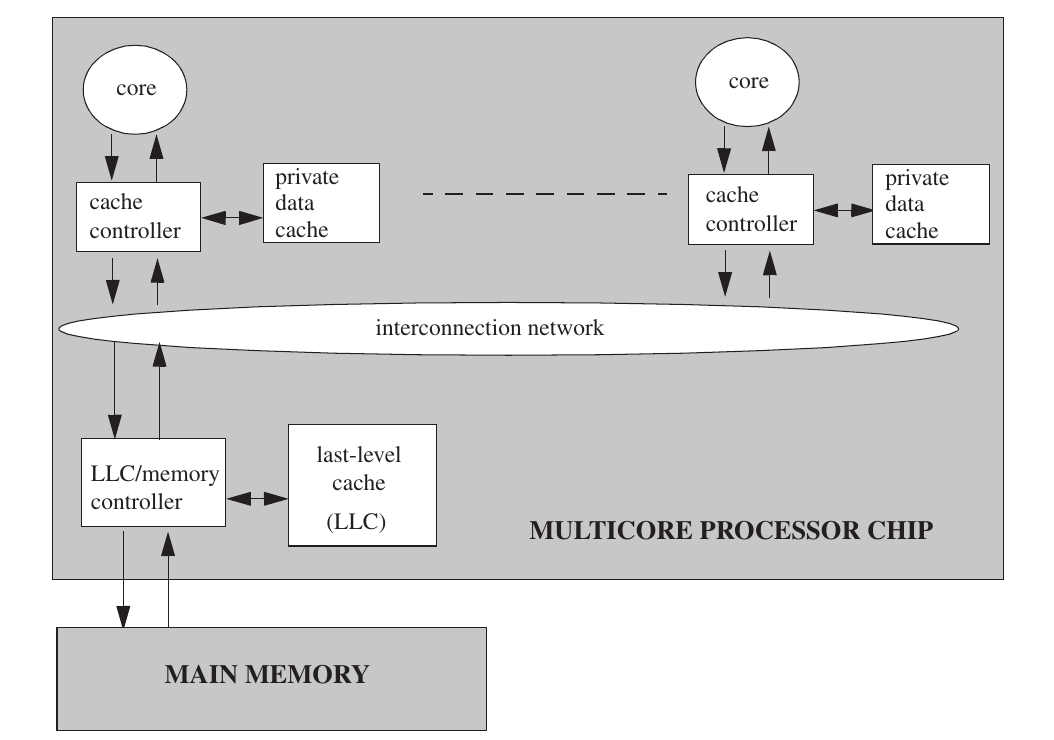 core
core
cache
controller
private
data
cache
cache
controller
private
data
cache
interconnection network
LLC/memory
controller
last-level
cache
(LLC)
MULTICORE PROCESSOR CHIP
MAIN MEMORY